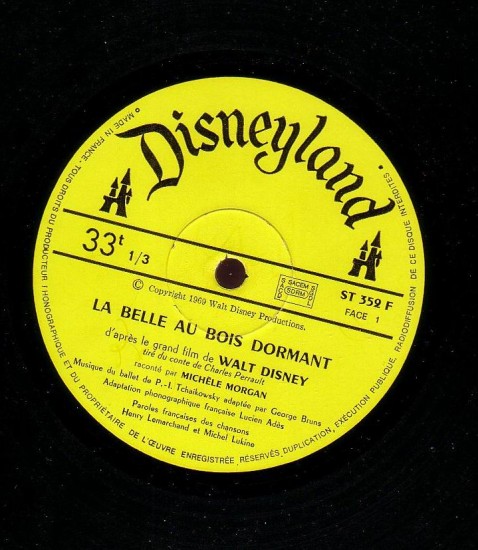 Disneyland
33t 1/3
SACEM
SACD SDRM SGDL
ST 359 F
FACE 1
© Copyright 1969 Walt Disney Productions.
LA BELLE AU BOIS DORMANT
d'après le grand film de WALT DISNEY
tiré du conte de Charles Perrault
raconté par MICHÈLE MORGAN
Musique du ballet de P.-I. Tchaikowsky adaptée par George Bruns
Adaptation phonographique française Lucien Adès
Paroles françaises des chansons
Henry Lemarchand et Michel Lukine
° MADE IN FRANCE - TOUS DROITS DU PRODUCTEUR PHONOGRAPHIQUE ET DU PROPRIÉTAIRE DE L'ŒUVRE ENREGISTRÉE RÉSERVÉS, DUPLICATION, EXÉCUTION PUBLIQUE, RADIODIFFUSION DE CE DISQUE INTERDITES.